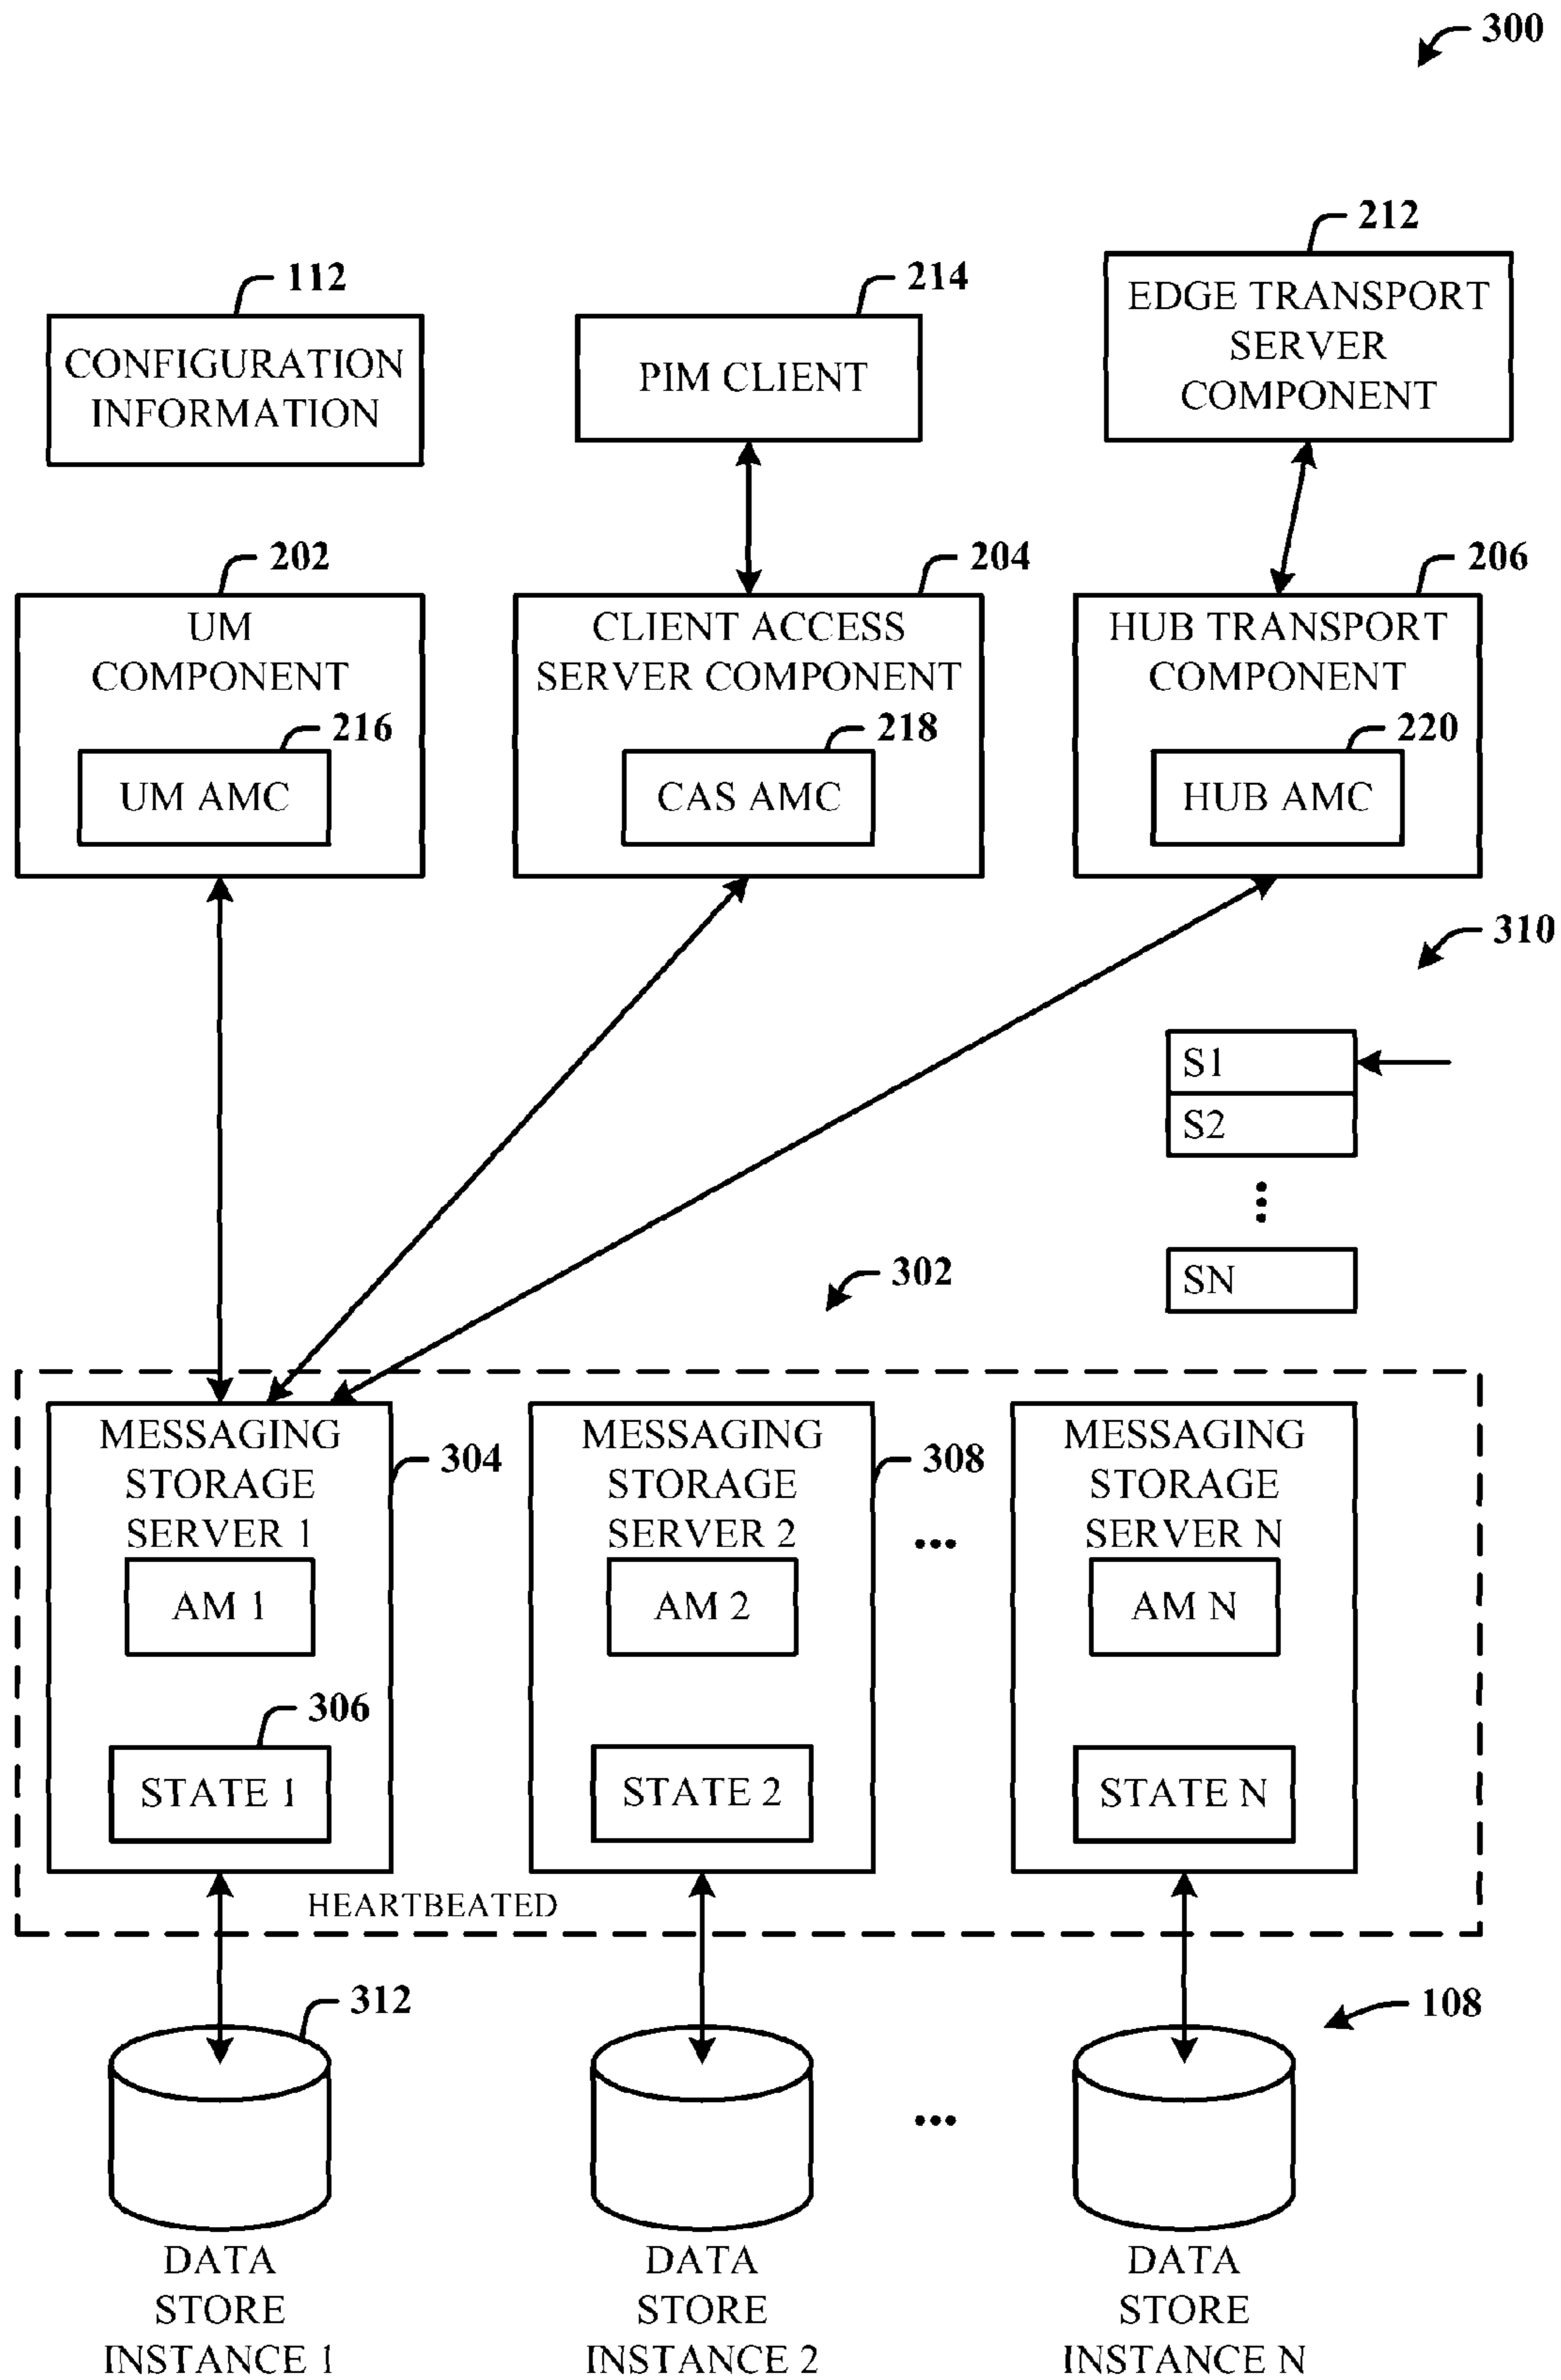 300
212
EDGE TRANSPORT
SERVER
COMPONENT
112
CONFIGURATION
INFORMATION
214
PIM CLIENT
202
UM
COMPONENT
216
UM AMC
204
CLIENT ACCESS
SERVER COMPONENT
218
CAS AMC
206
HUB TRANSPORT
COMPONENT
220
HUB AMC
310
S1
S2
SN
302
MESSAGING
STORAGE
SERVER 1
304
AM 1
306
STATE 1
MESSAGING
STORAGE
SERVER 2
308
AM 2
STATE 2
...
MESSAGING
STORAGE
SERVER N
AM N
STATE N
HEARTBEATED
312
108
...
DATA
STORE
INSTANCE 1
DATA
STORE
INSTANCE 2
DATA
STORE
INSTANCE N